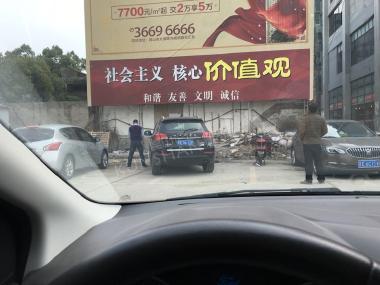 7700元/㎡起 交2万享5万
3669 6666
社会主义 核心价值观
和谐 友善 文明 诚信